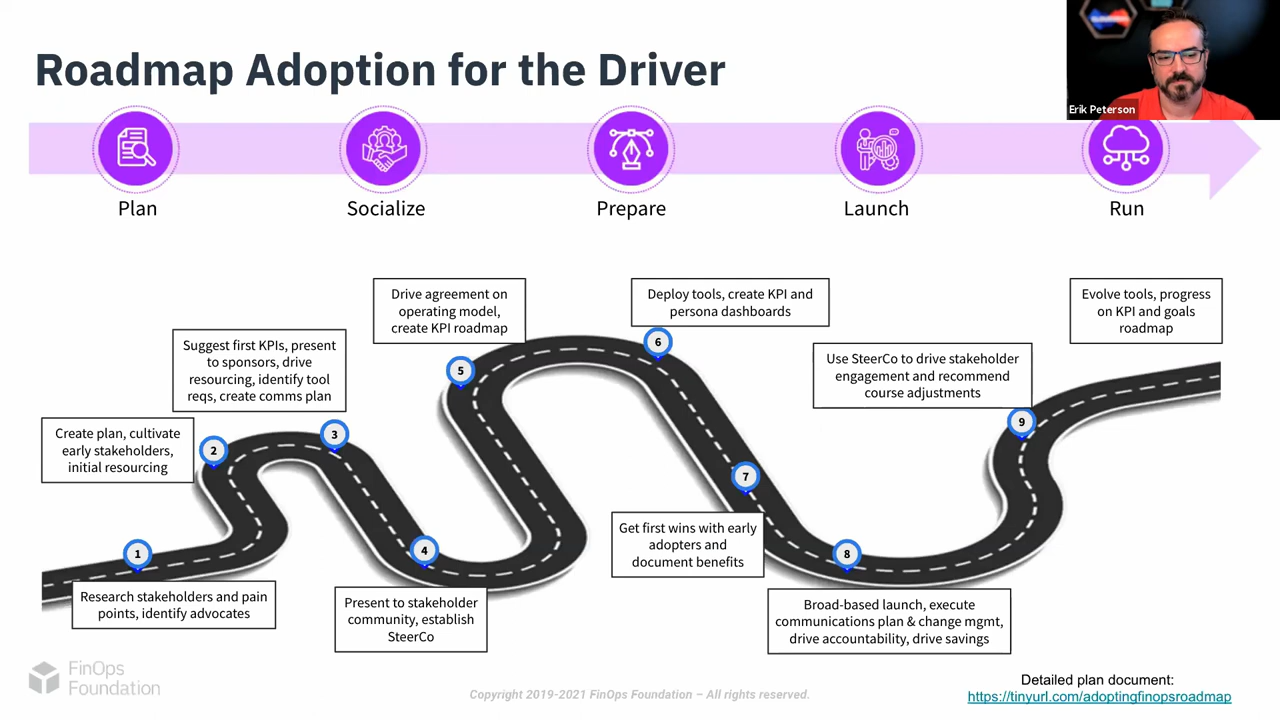 Roadmap Adoption for the Driver
Erik Peterson
Plan
Socialize
Prepare
Launch
Run
Research stakeholders and pain
points, identify advocates
1
Create plan, cultivate
early stakeholders,
initial resourcing
2
Suggest first KPIs, present
to sponsors, drive
resourcing, identify tool
reqs, create comms plan
3
Present to stakeholder
community, establish
SteerCo
4
Drive agreement on
operating model,
create KPI roadmap
5
Deploy tools, create KPI and
persona dashboards
6
Get first wins with early
adopters and
document benefits
7
Broad-based launch, execute
communications plan & change mgmt,
drive accountability, drive savings
8
Use SteerCo to drive stakeholder
engagement and recommend
course adjustments
9
Evolve tools, progress
on KPI and goals
roadmap
FinOps
Foundation
Copyright 2019-2021 FinOps Foundation – All rights reserved.
Detailed plan document:
https://tinyurl.com/adoptingfinopsroadmap